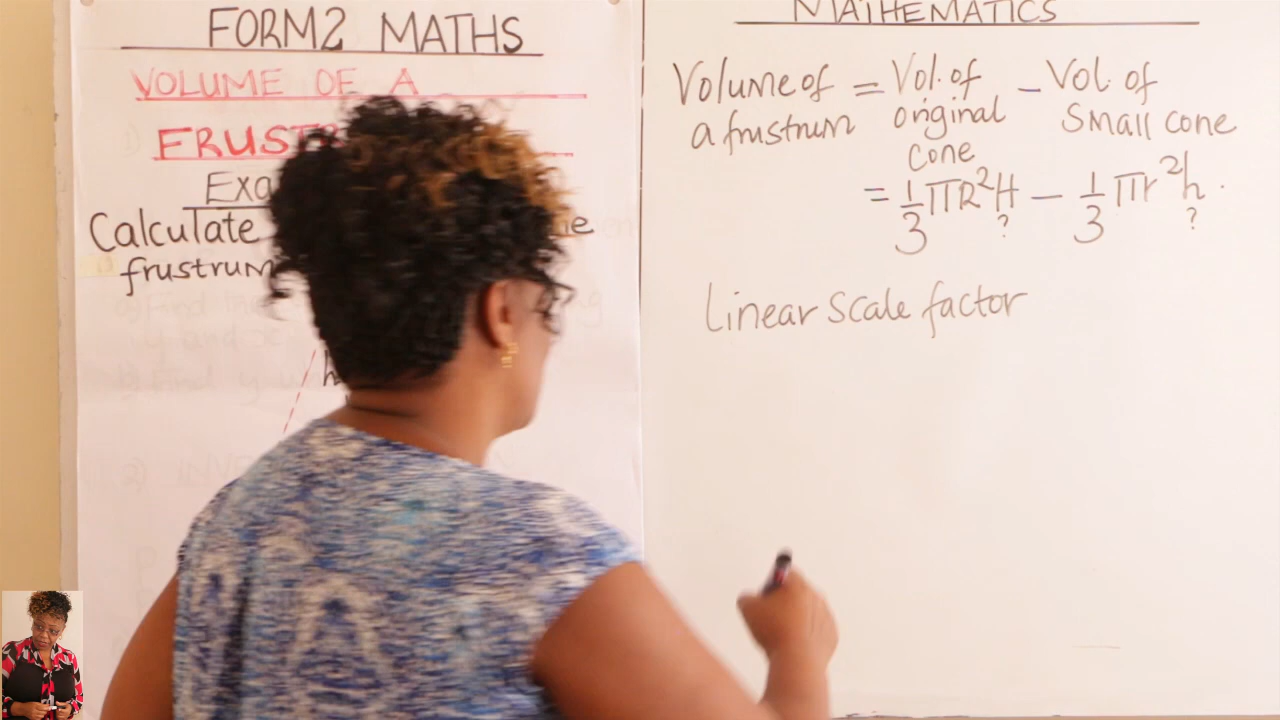 FORM2 MATHS
VOLUME OF A
FRUST
Exa
Calculate
frustrum
h
MATHEMATICS
Volume of = Vol. of - Vol. of
a frustrum original small cone
cone
= 1/3 πR²H - 1/3 πr²h.
? ?
Linear scale factor